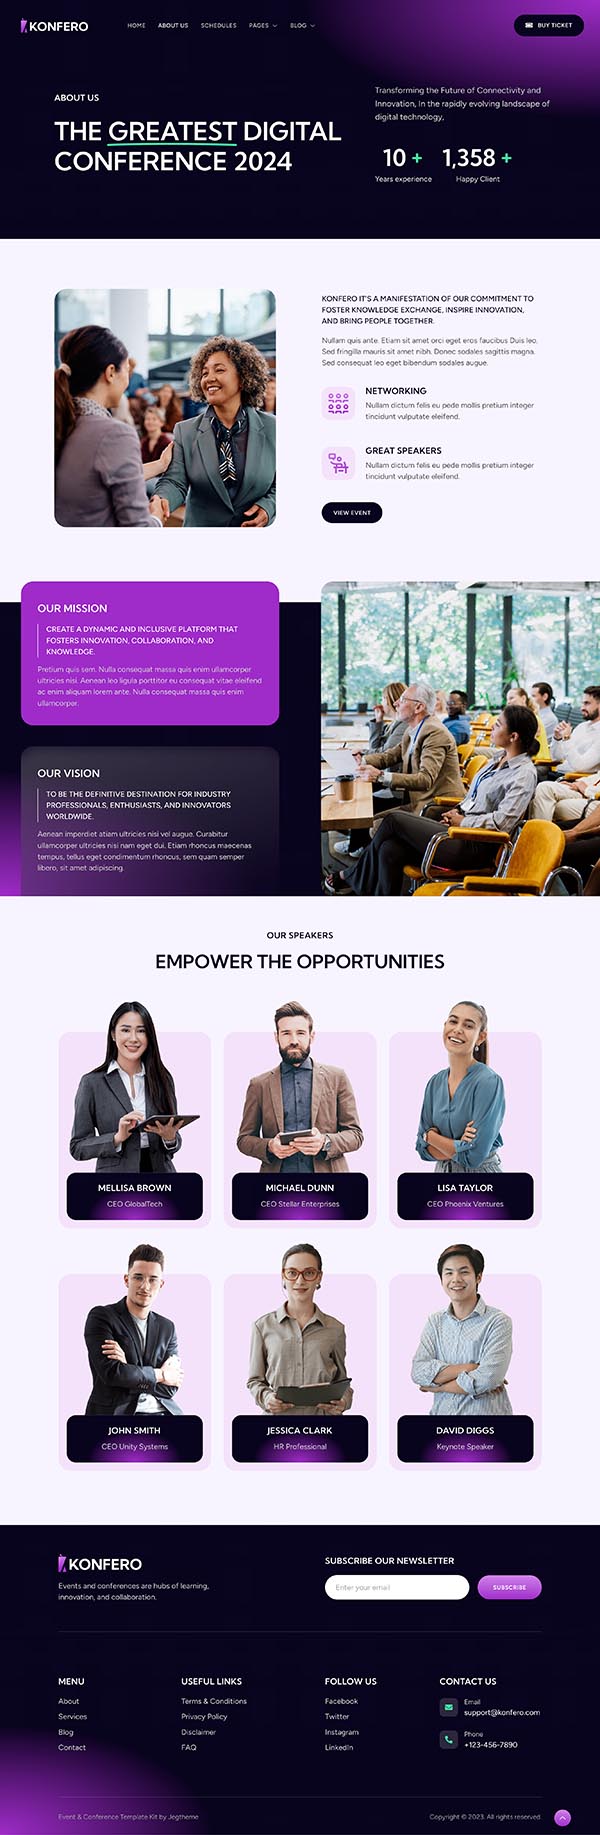 KONFERO
HOME ABOUT US SCHEDULES PAGES BLOG
BUY TICKET
ABOUT US
THE GREATEST DIGITAL
CONFERENCE 2024
Transforming the Future of Connectivity and
Innovation, In the rapidly evolving landscape of
digital technology,
10 +
Years experience
1,358 +
Happy Client
KONFERO IT'S A MANIFESTATION OF OUR COMMITMENT TO
FOSTER KNOWLEDGE EXCHANGE, INSPIRE INNOVATION,
AND BRING PEOPLE TOGETHER.
Nullam quis ante. Etiam sit amet orci eget eros faucibus Duis leo.
Sed fringilla mauris sit amet nibh. Donec sodales sagittis magna.
Sed consequat leo eget bibendum sodales augue.
NETWORKING
Nullam dictum felis eu pede mollis pretium integer
tincidunt vulputate eleifend.
GREAT SPEAKERS
Nullam dictum felis eu pede mollis pretium integer
tincidunt vulputate eleifend.
VIEW EVENT
OUR MISSION
CREATE A DYNAMIC AND INCLUSIVE PLATFORM THAT
FOSTERS INNOVATION, COLLABORATION, AND
KNOWLEDGE.
Pretium quis sem. Nulla consequat massa quis enim ullamcorper
ultricies nisi. Aenean leo ligula porttitor eu consequat vitae eleifend
ac enim aliquam lorem ante. Nulla consequat massa quis enim
ullamcorper.
OUR VISION
TO BE THE DEFINITIVE DESTINATION FOR INDUSTRY
PROFESSIONALS, ENTHUSIASTS, AND INNOVATORS
WORLDWIDE.
Aenean imperdiet atiam ultricies nisi vel augue. Curabitur
ullamcorper ultricies nisi nam eget dui. Etiam rhoncus maecenas
tempus, tellus eget condimentum rhoncus, sem quam semper
libero, sit amet adipiscing.
OUR SPEAKERS
EMPOWER THE OPPORTUNITIES
MELLISA BROWN
CEO GlobalTech
MICHAEL DUNN
CEO Stellar Enterprises
LISA TAYLOR
CEO Phoenix Ventures
JOHN SMITH
CEO Unity Systems
JESSICA CLARK
HR Professional
DAVID DIGGS
Keynote Speaker
KONFERO
Events and conferences are hubs of learning,
innovation, and collaboration.
SUBSCRIBE OUR NEWSLETTER
Enter your email
SUBSCRIBE
MENU
About
Services
Blog
Contact
USEFUL LINKS
Terms & Conditions
Privacy Policy
Disclaimer
FAQ
FOLLOW US
Facebook
Twitter
Instagram
LinkedIn
CONTACT US
Email
support@konfero.com
Phone
+123-456-7890
Event & Conference Template Kit by Jegtheme
Copyright © 2023. All rights reserved.